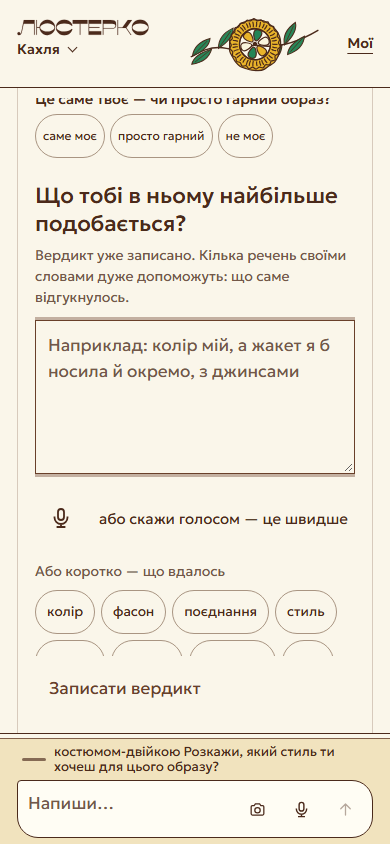 ЛЮСТЕРКО
Кахля
Мої
Це саме твоє — чи просто гарний образ?
саме моє
просто гарний
не моє
Що тобі в ньому найбільше
подобається?
Вердикт уже записано. Кілька речень своїми
словами дуже допоможуть: що саме
відгукнулось.
Наприклад: колір мій, а жакет я б
носила й окремо, з джинсами
або скажи голосом — це швидше
Або коротко — що вдалось
колір
фасон
поєднання
стиль
Записати вердикт
костюмом-двійкою Розкажи, який стиль ти
хочеш для цього образу?
Напиши...